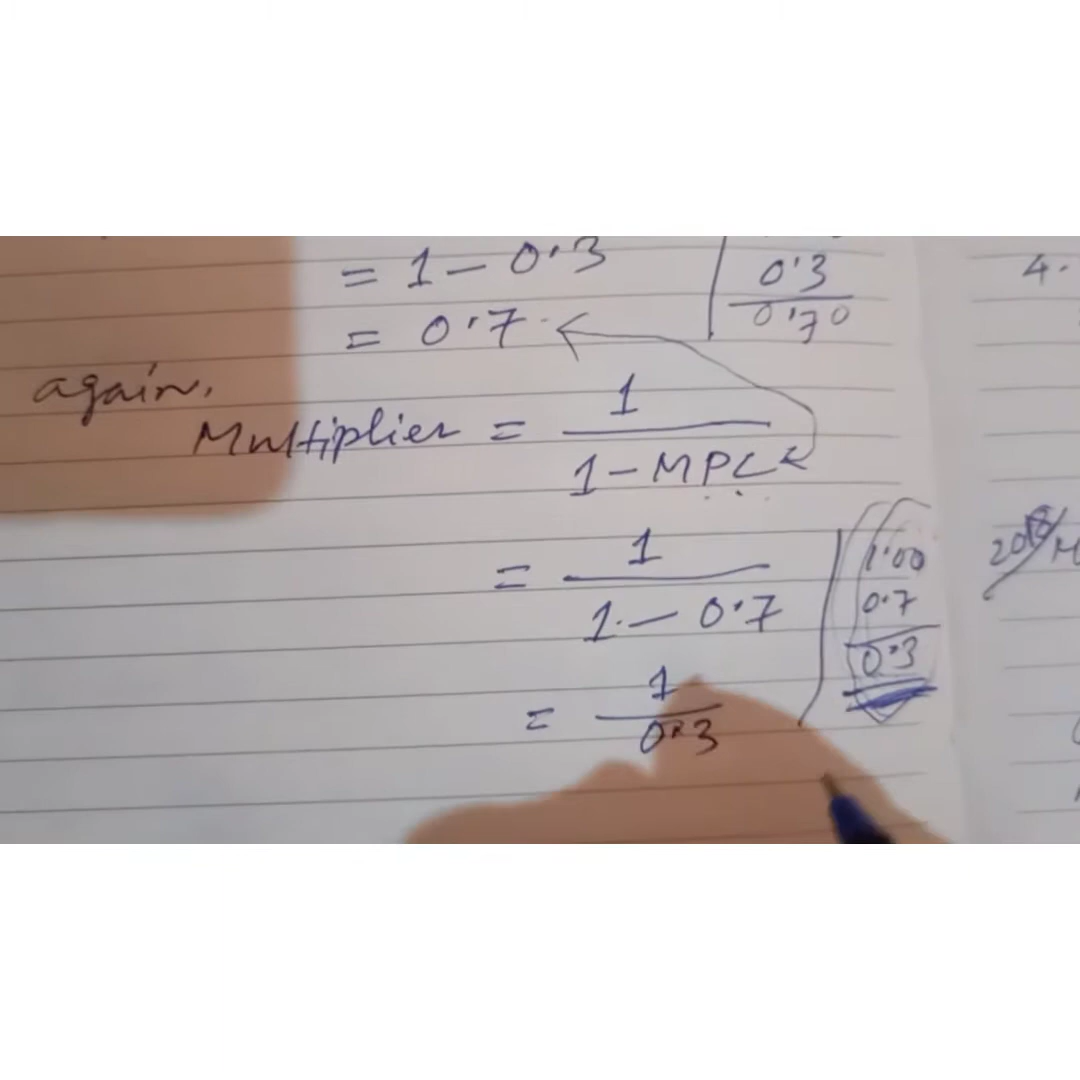 = 1 - 0.3
= 0.7
0.3
0.70
again,
Multiplier = 1 / 1 - MPC
= 1 / 1 - 0.7
= 1 / 0.3
1.00
0.7
0.3
4.